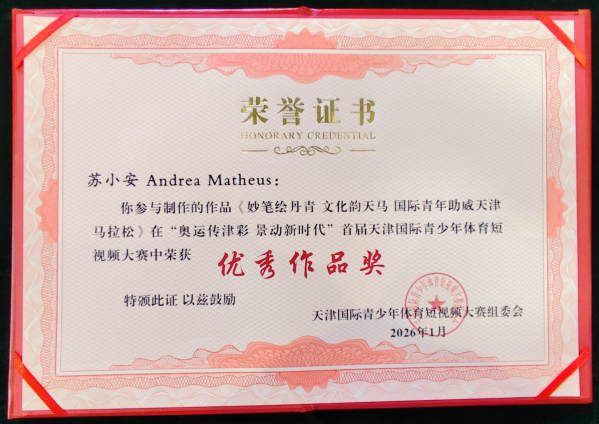 荣誉证书
HONORARY CREDENTIAL
苏小安 Andrea Matheus：
你参与制作的作品《妙笔绘丹青 文化韵天马 国际青年助威天津
马拉松》在“奥运传津彩 景动新时代”首届天津国际青少年体育短
视频大赛中荣获
优秀作品奖
特颁此证 以兹鼓励
天津国际青少年体育短视频大赛组委会
2026年1月